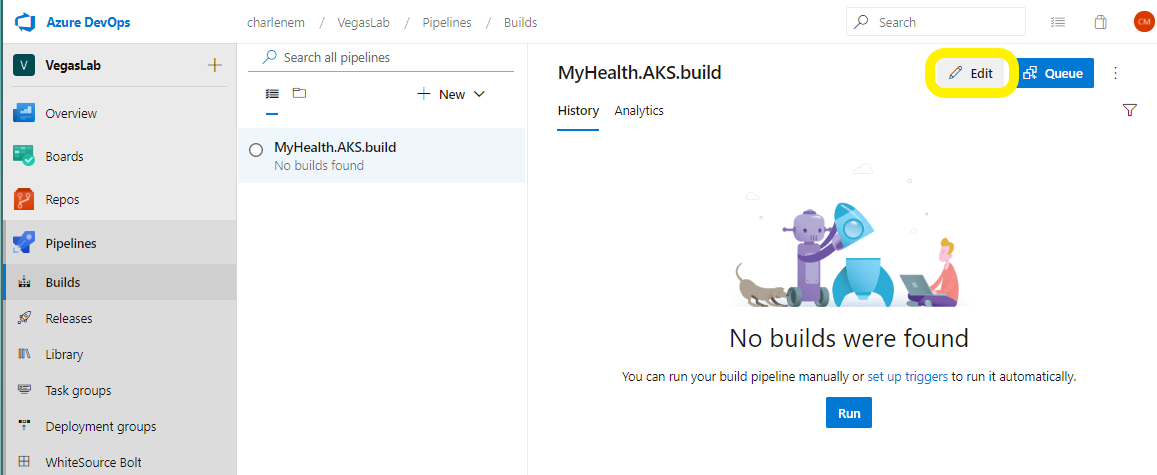 Azure DevOps
charlenem / VegasLab / Pipelines / Builds
Search
CM
V VegasLab
Overview
Boards
Repos
Pipelines
Builds
Releases
Library
Task groups
Deployment groups
WhiteSource Bolt
Search all pipelines
New
MyHealth.AKS.build
No builds found
MyHealth.AKS.build
Edit
Queue
History Analytics
No builds were found
You can run your build pipeline manually or set up triggers to run it automatically.
Run